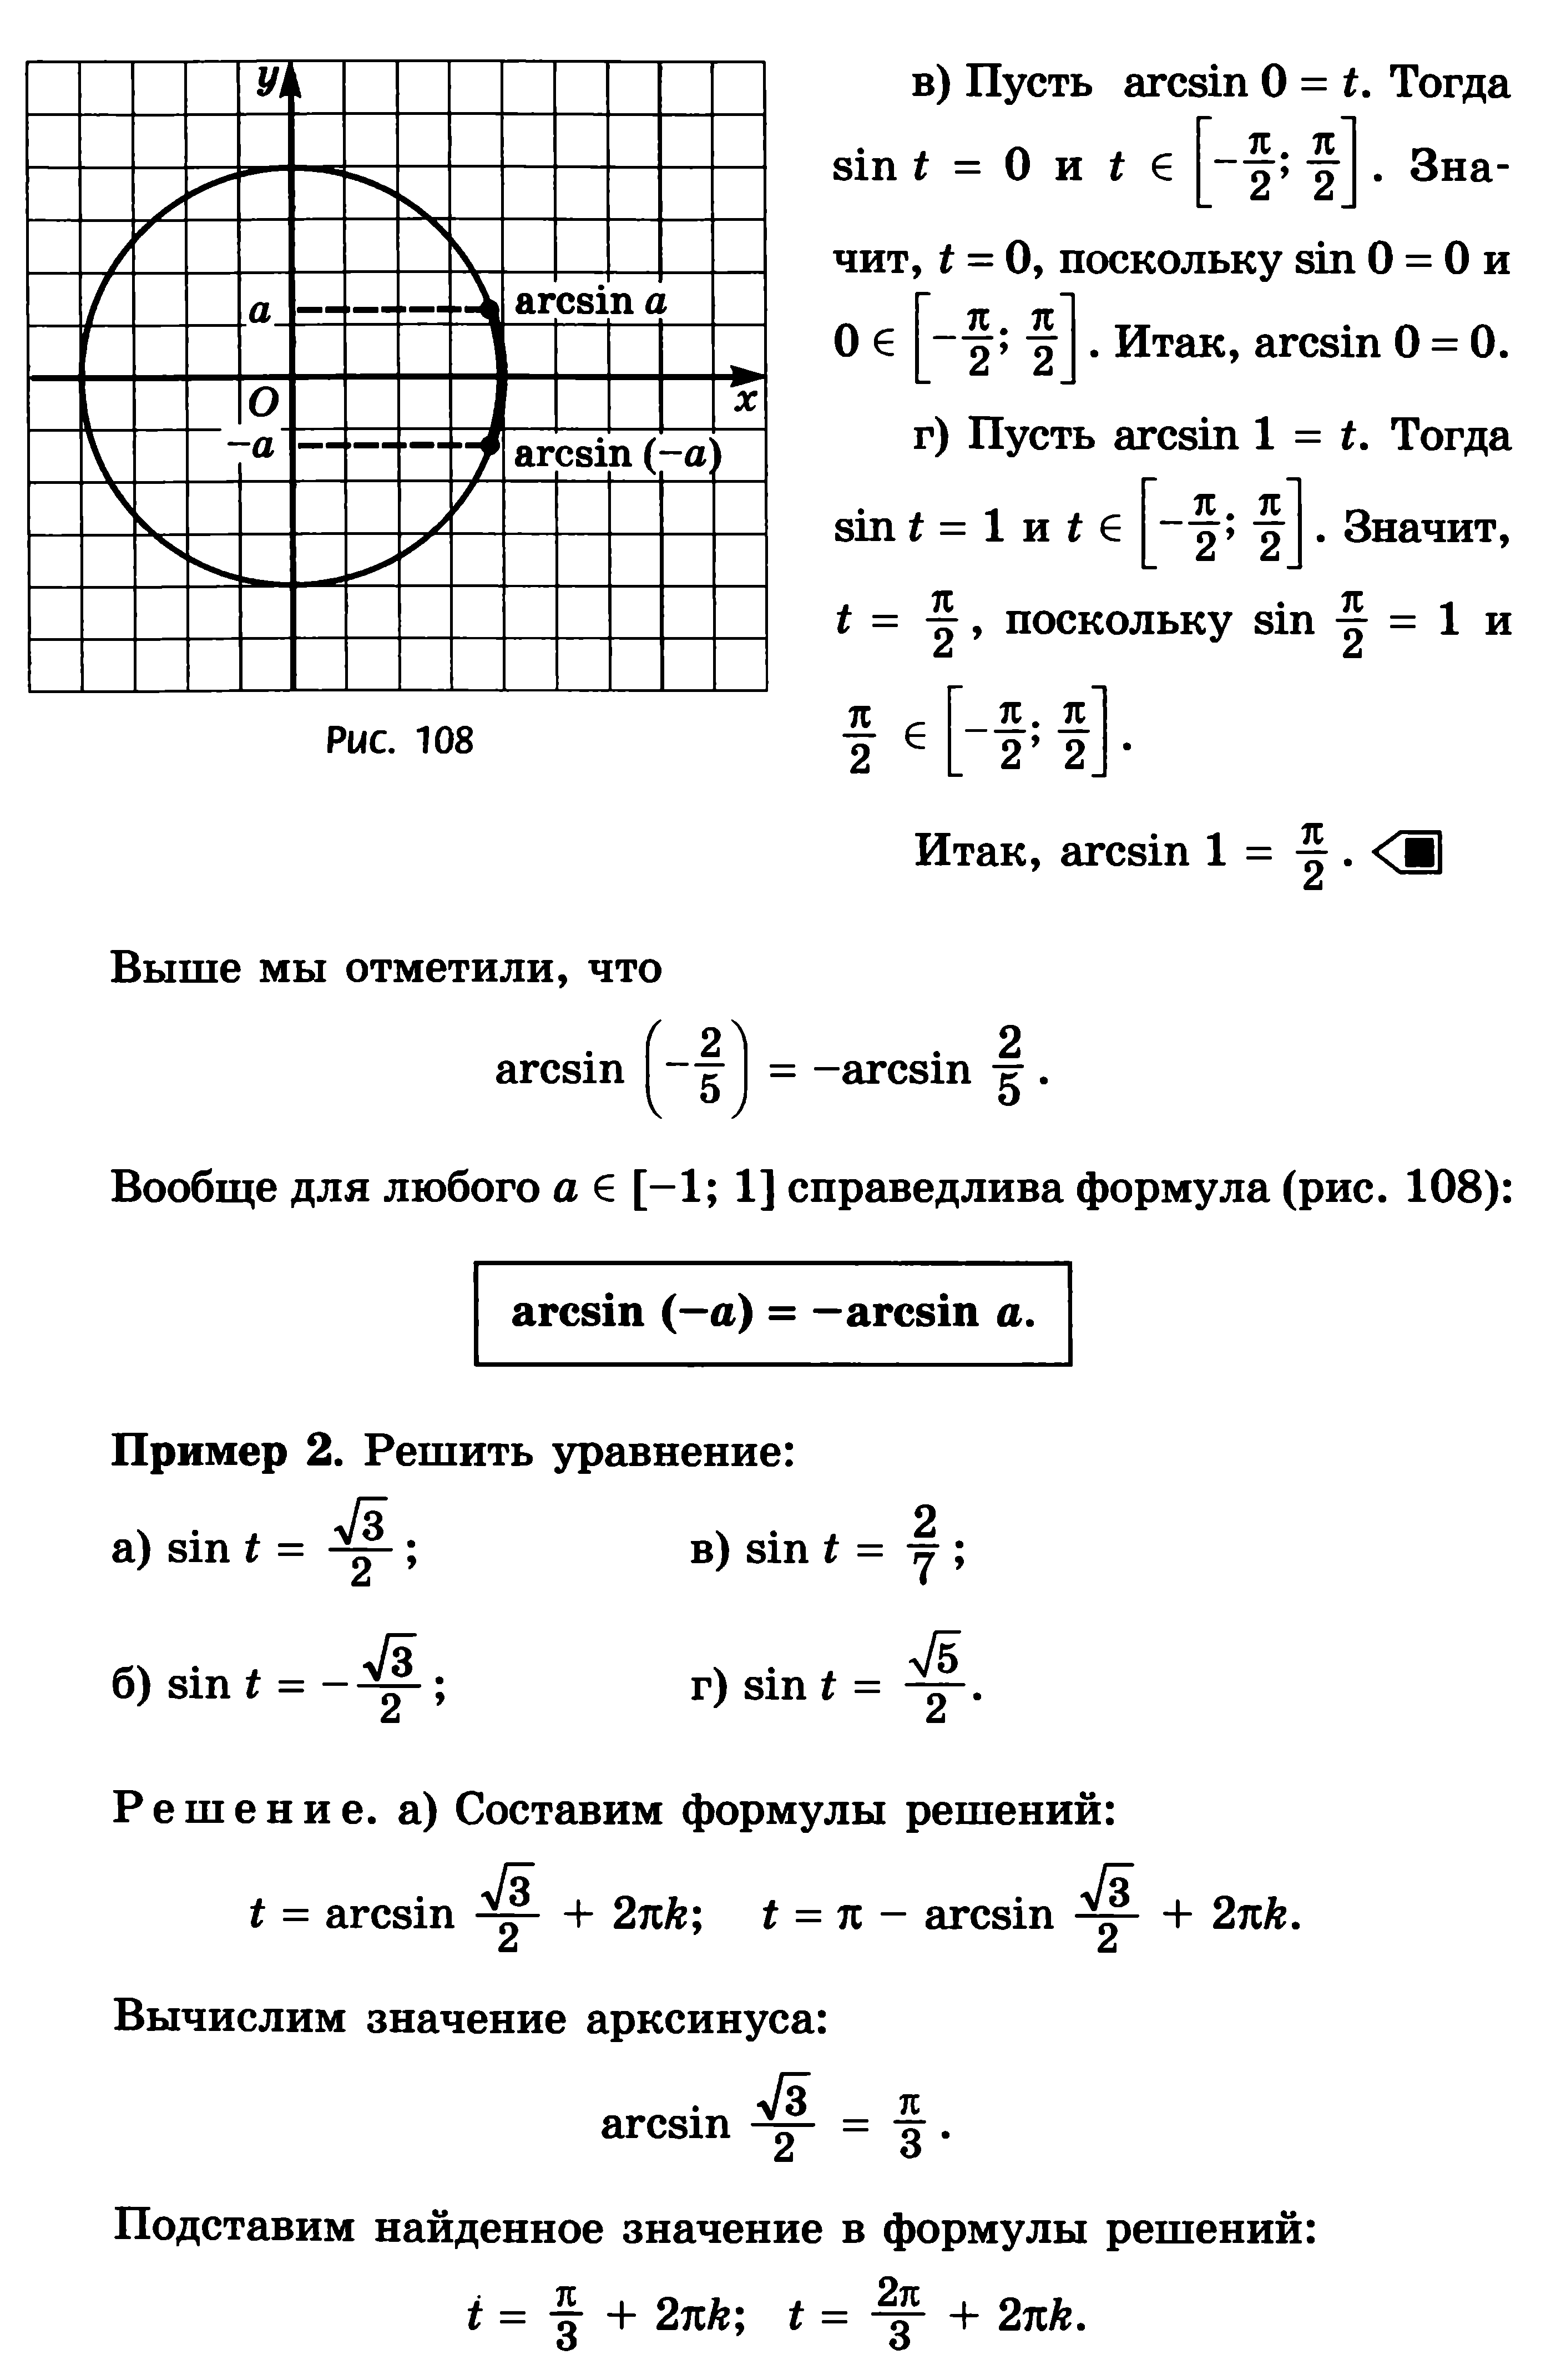 y
a
arcsin a
O
x
−a
arcsin (−a)
Рис. 108
в) Пусть arcsin 0 = t. Тогда
sin t = 0 и t ∈ [−π/2; π/2]. Зна-
чит, t = 0, поскольку sin 0 = 0 и
0 ∈ [−π/2; π/2]. Итак, arcsin 0 = 0.
г) Пусть arcsin 1 = t. Тогда
sin t = 1 и t ∈ [−π/2; π/2]. Значит,
t = π/2, поскольку sin π/2 = 1 и
π/2 ∈ [−π/2; π/2].
Итак, arcsin 1 = π/2.
Выше мы отметили, что
arcsin (−2/5) = −arcsin 2/5.
Вообще для любого a ∈ [−1; 1] справедлива формула (рис. 108):
arcsin (−a) = −arcsin a.
Пример 2. Решить уравнение:
а) sin t = √3/2; в) sin t = 2/7;
б) sin t = −√3/2; г) sin t = √5/2.
Решение. а) Составим формулы решений:
t = arcsin √3/2 + 2πk; t = π − arcsin √3/2 + 2πk.
Вычислим значение арксинуса:
arcsin √3/2 = π/3.
Подставим найденное значение в формулы решений:
t = π/3 + 2πk; t = 2π/3 + 2πk.